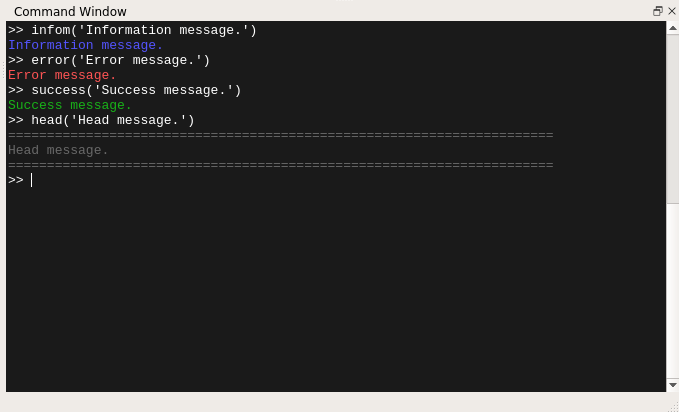 Command Window
>> infom('Information message.')
Information message.
>> error('Error message.')
Error message.
>> success('Success message.')
Success message.
>> head('Head message.')
=======================================================================
Head message.
=======================================================================
>>